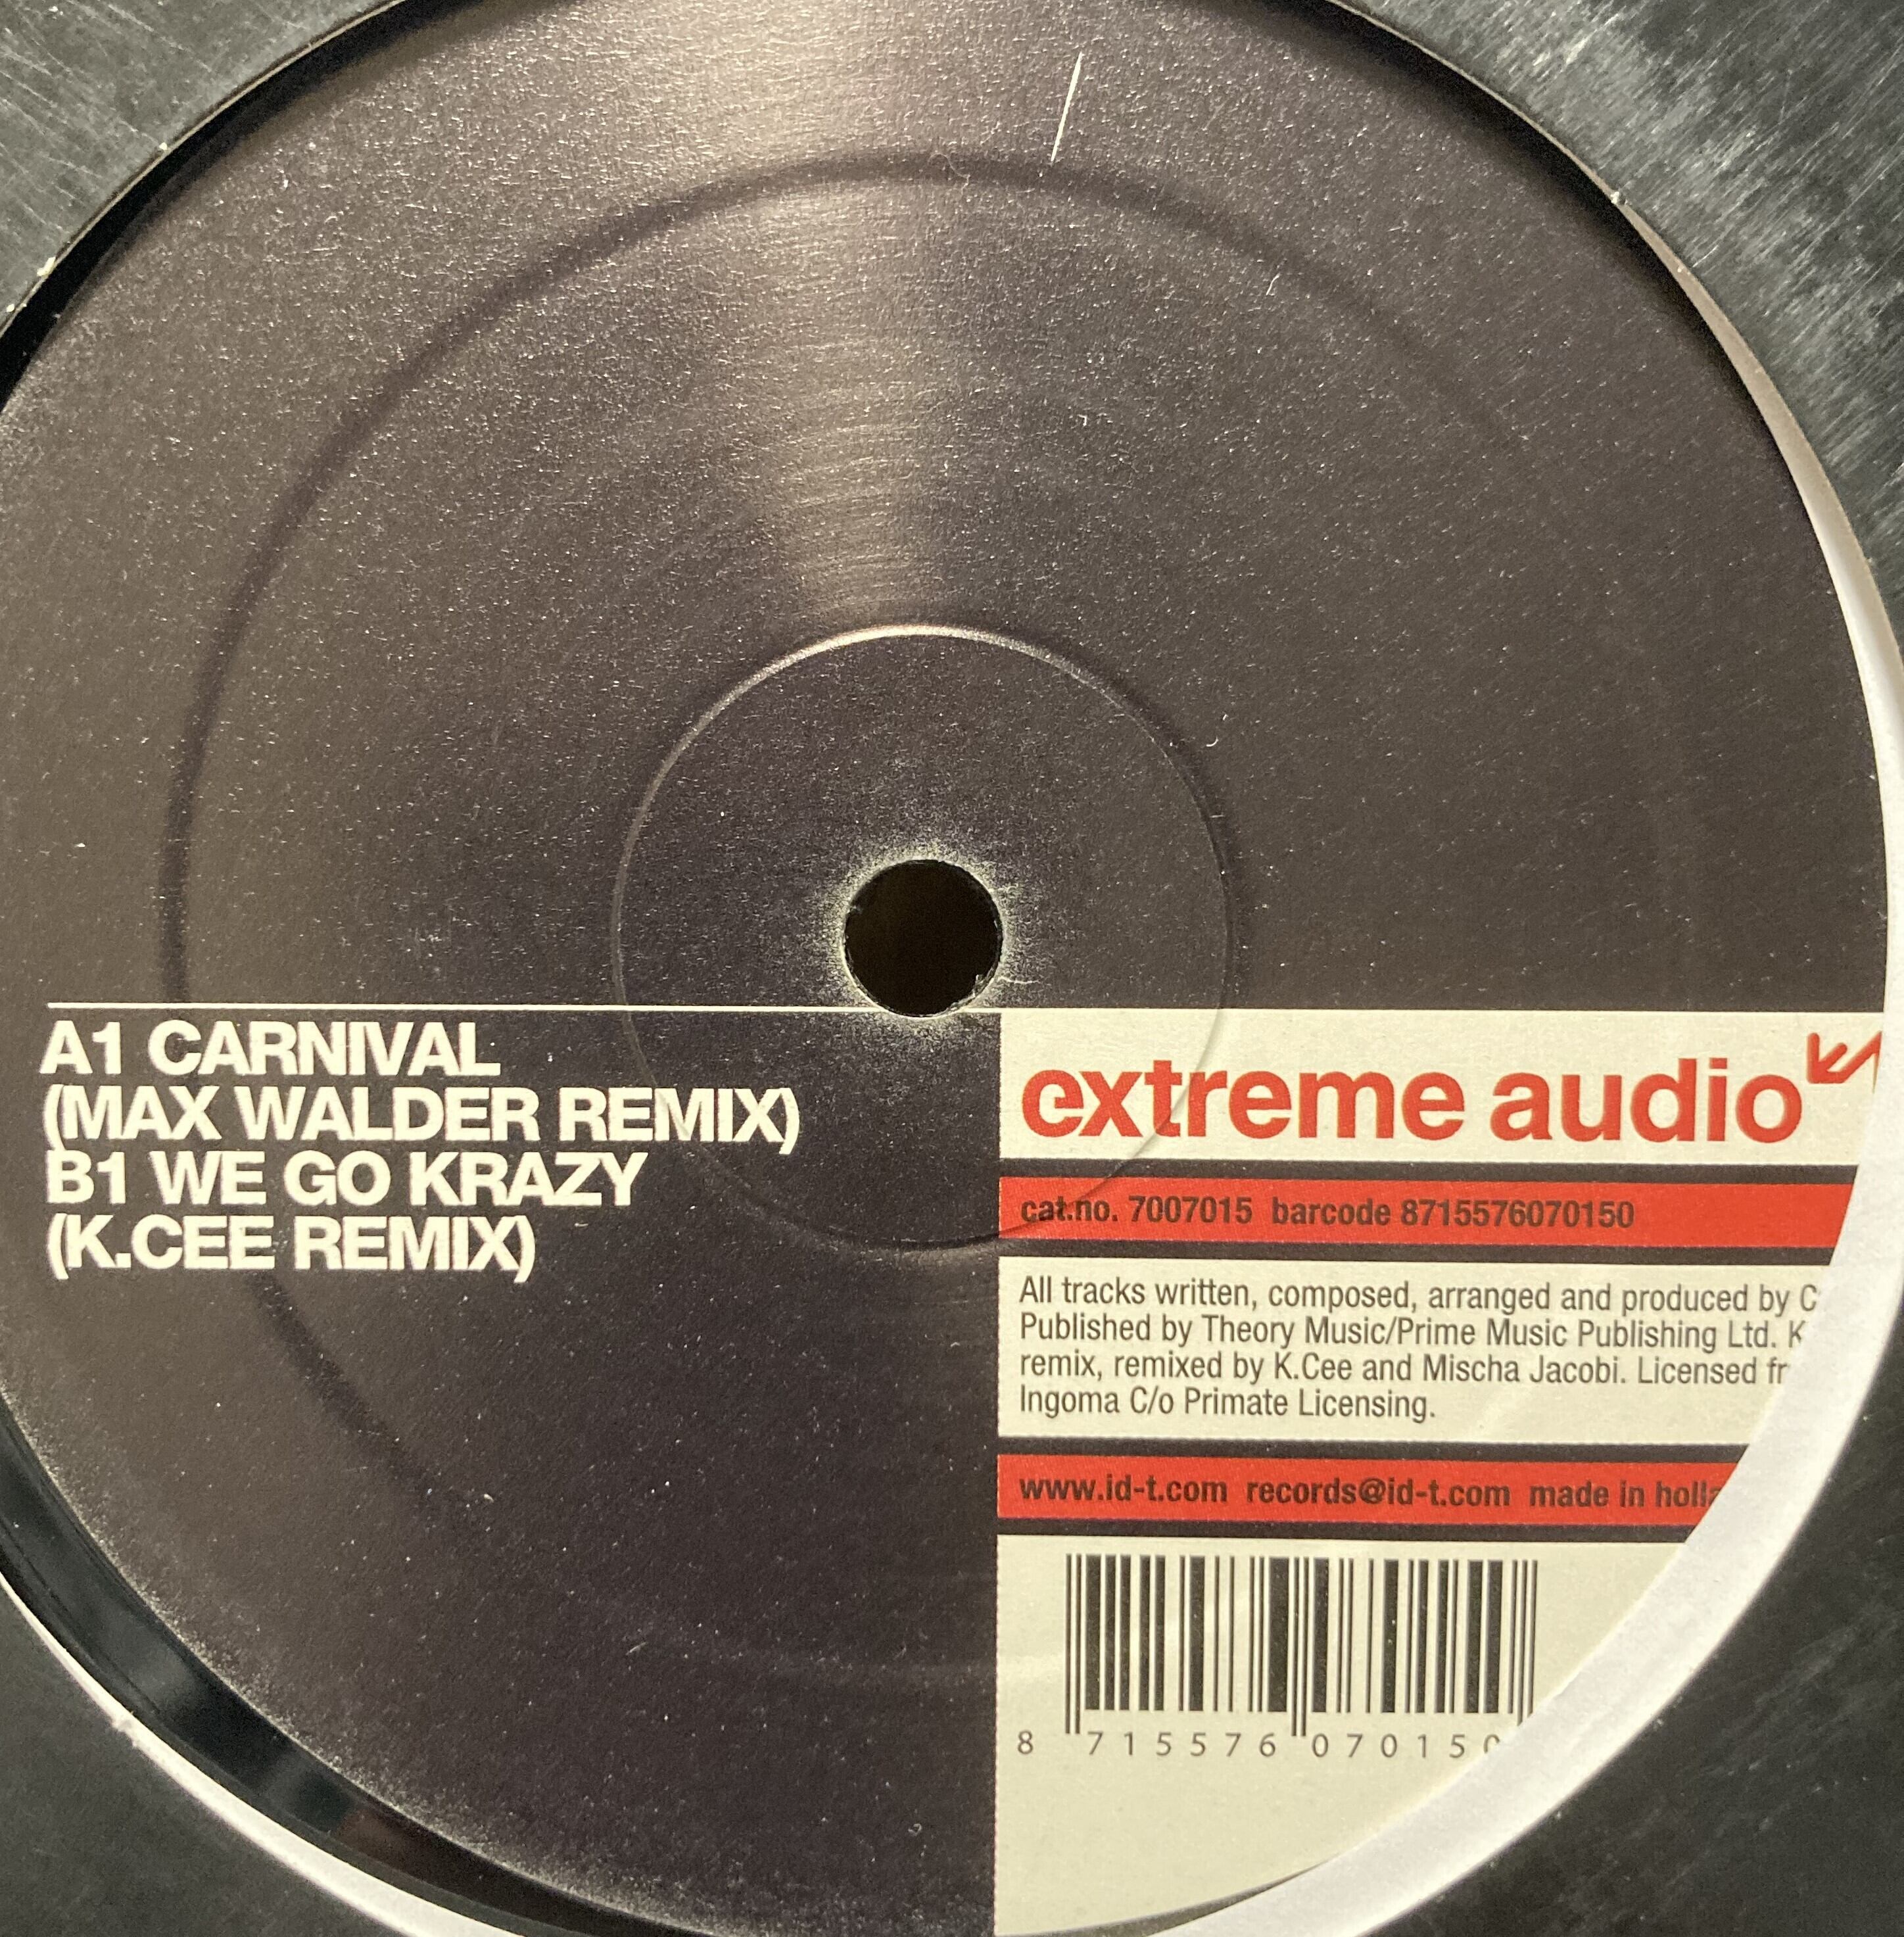 A1 CARNIVAL
(MAX WALDER REMIX)
B1 WE GO KRAZY
(K.CEE REMIX)
extreme audio
cat.no. 7007015 barcode 8715576070150
All tracks written, composed, arranged and produced by
Published by Theory Music/Prime Music Publishing Ltd.
remix, remixed by K.Cee and Mischa Jacobi. Licensed
Ingoma C/o Primate Licensing.
www.id-t.com records@id-t.com made in
8 715576 070150